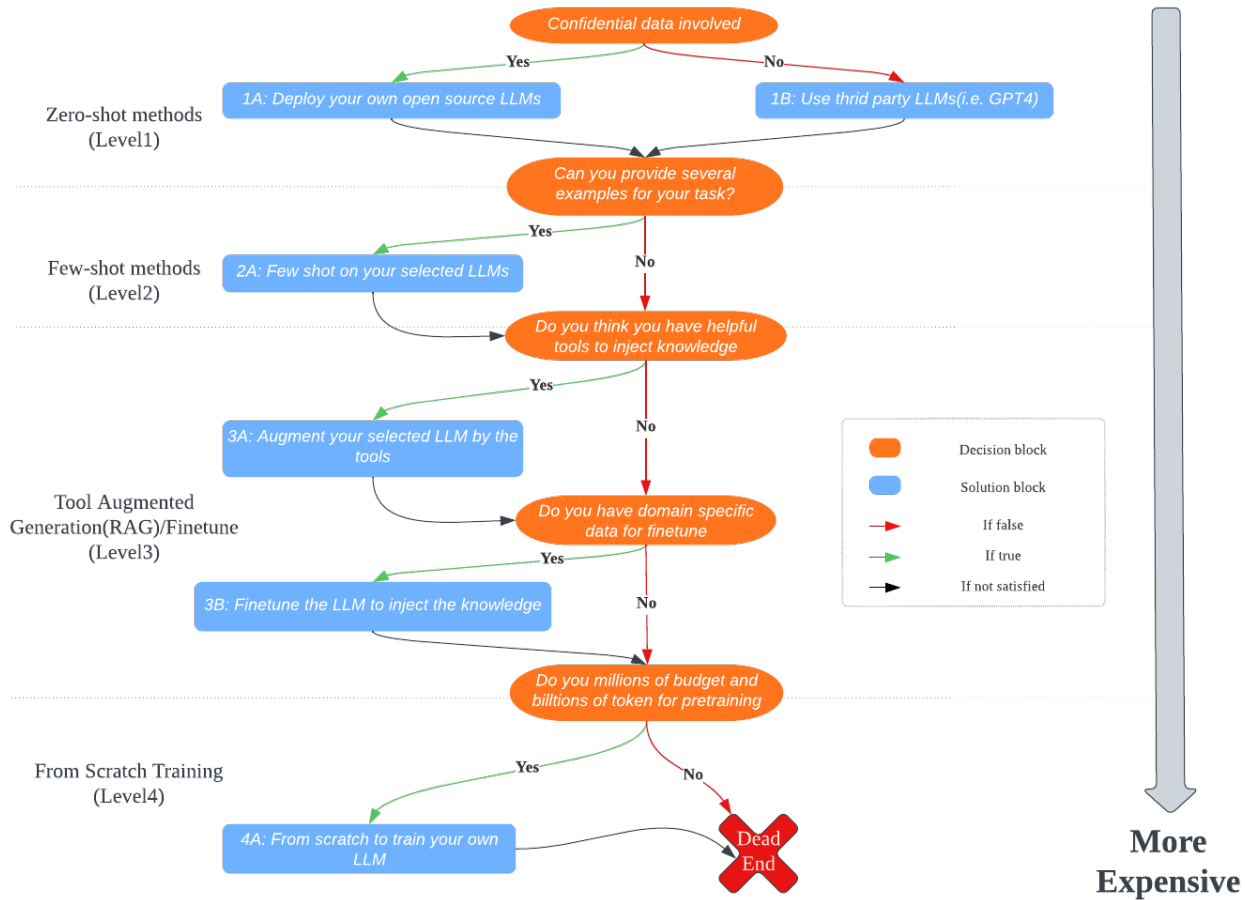 Confidential data involved
Yes
No
1A: Deploy your own open source LLMs
1B: Use thrid party LLMs(i.e. GPT4)
Zero-shot methods
(Level1)
Can you provide several
examples for your task?
Yes
No
Few-shot methods
(Level2)
2A: Few shot on your selected LLMs
Do you think you have helpful
tools to inject knowledge
Yes
No
3A: Augment your selected LLM by the
tools
Tool Augmented
Generation(RAG)/Finetune
(Level3)
Do you have domain specific
data for finetune
Yes
No
3B: Finetune the LLM to inject the knowledge
Do you millions of budget and
billtions of token for pretraining
Yes
No
From Scratch Training
(Level4)
4A: From scratch to train your own
LLM
Dead
End
Decision block
Solution block
If false
If true
If not satisfied
More
Expensive